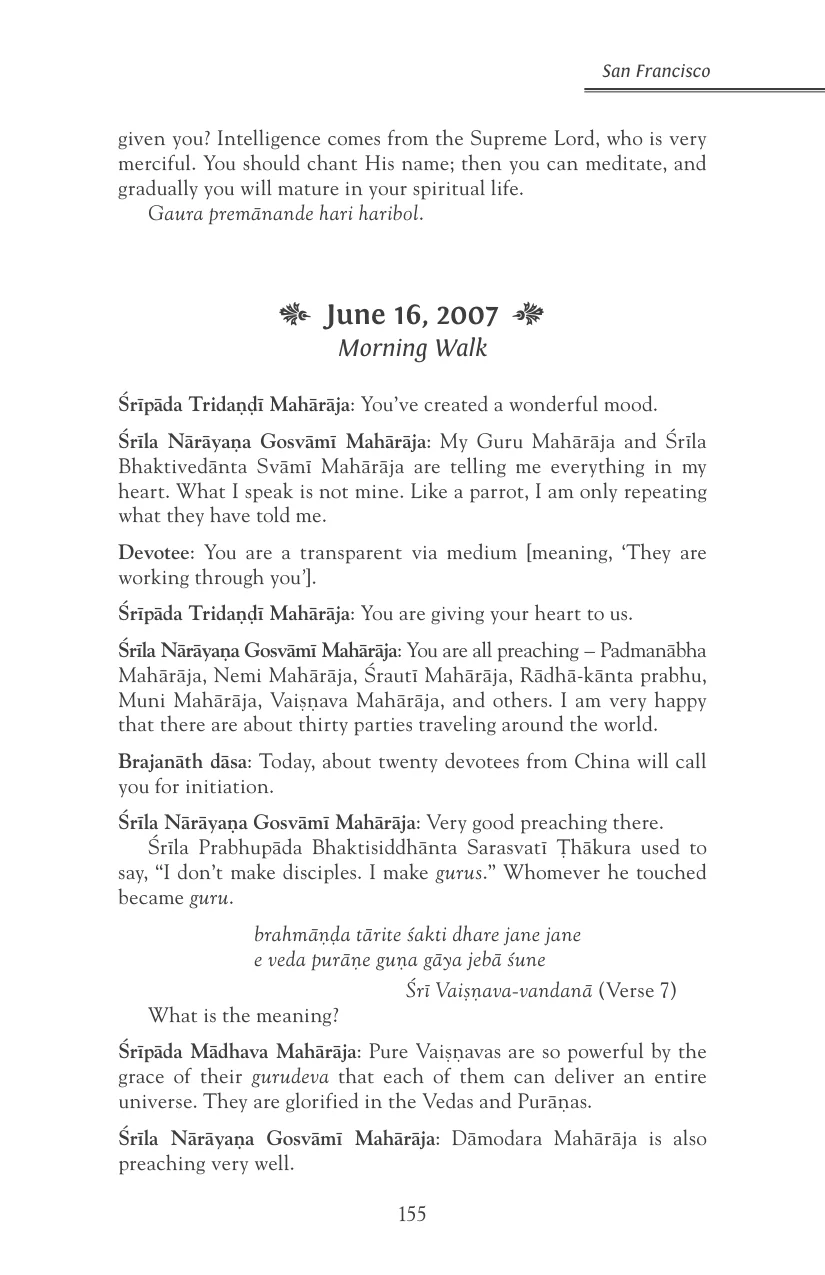 San Francisco
given you? Intelligence comes from the Supreme Lord, who is very
merciful. You should chant His name; then you can meditate, and
gradually you will mature in your spiritual life.
Gaura premānande hari haribol.
June 16, 2007
Morning Walk
Śrīpāda Tridaṇḍī Mahārāja: You’ve created a wonderful mood.
Śrīla Nārāyaṇa Gosvāmī Mahārāja: My Guru Mahārāja and Śrīla
Bhaktivedānta Svāmī Mahārāja are telling me everything in my
heart. What I speak is not mine. Like a parrot, I am only repeating
what they have told me.
Devotee: You are a transparent via medium [meaning, ‘They are
working through you’].
Śrīpāda Tridaṇḍī Mahārāja: You are giving your heart to us.
Śrīla Nārāyaṇa Gosvāmī Mahārāja: You are all preaching – Padmanābha
Mahārāja, Nemi Mahārāja, Śrautī Mahārāja, Rādhā-kānta prabhu,
Muni Mahārāja, Vaiṣṇava Mahārāja, and others. I am very happy
that there are about thirty parties traveling around the world.
Brajanāth dāsa: Today, about twenty devotees from China will call
you for initiation.
Śrīla Nārāyaṇa Gosvāmī Mahārāja: Very good preaching there.
Śrīla Prabhupāda Bhaktisiddhānta Sarasvatī Ṭhākura used to
say, “I don’t make disciples. I make gurus.” Whomever he touched
became guru.
brahmāṇḍa tārite śakti dhare jane jane
e veda purāṇe guṇa gāya jebā śune
Śrī Vaiṣṇava-vandanā (Verse 7)
What is the meaning?
Śrīpāda Mādhava Mahārāja: Pure Vaiṣṇavas are so powerful by the
grace of their gurudeva that each of them can deliver an entire
universe. They are glorified in the Vedas and Purāṇas.
Śrīla Nārāyaṇa Gosvāmī Mahārāja: Dāmodara Mahārāja is also
preaching very well.
155